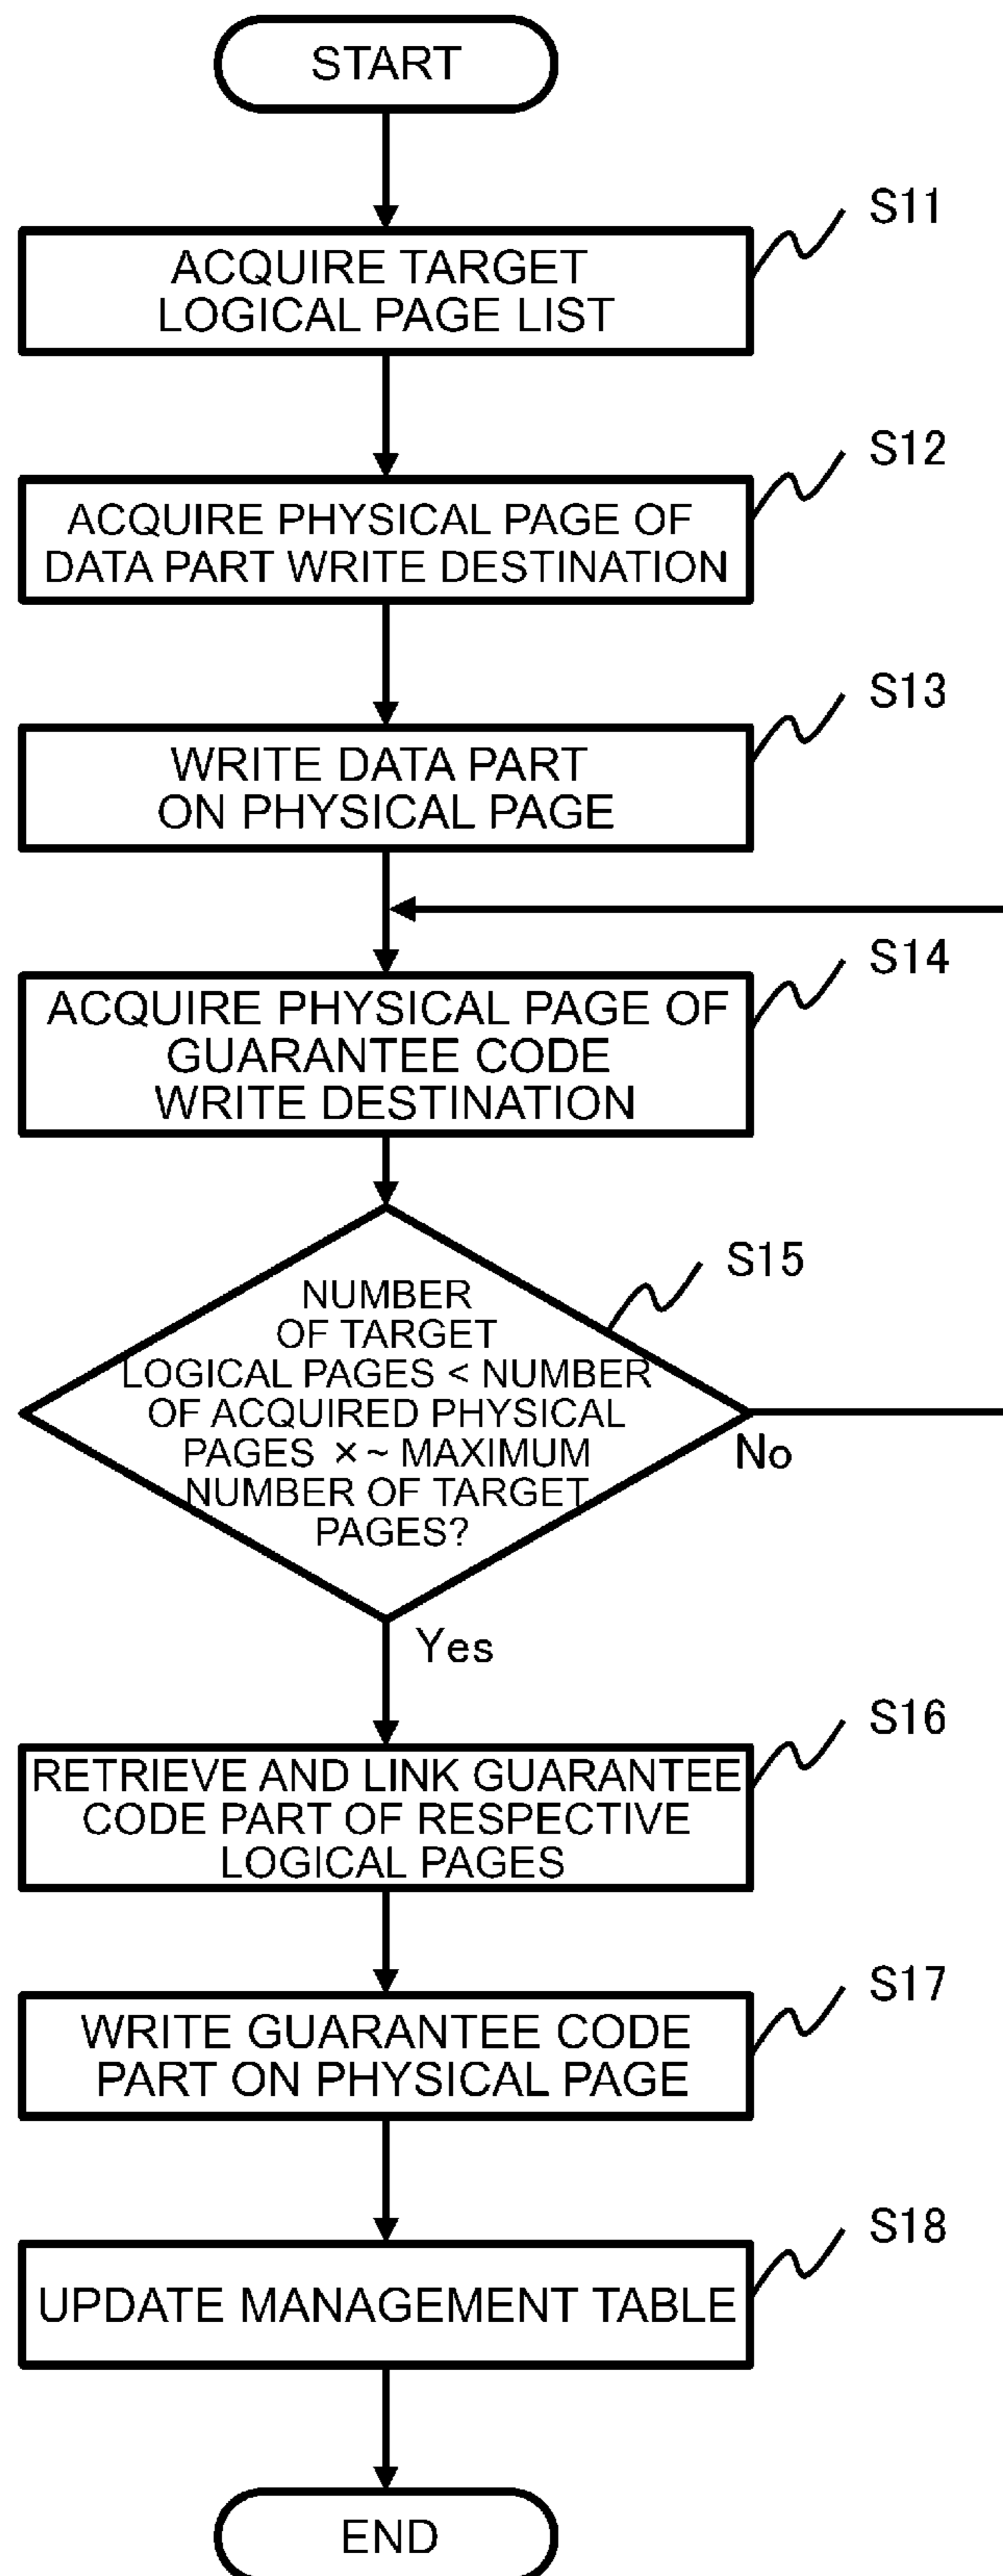 START
S11
ACQUIRE TARGET
LOGICAL PAGE LIST
S12
ACQUIRE PHYSICAL PAGE OF
DATA PART WRITE DESTINATION
S13
WRITE DATA PART
ON PHYSICAL PAGE
S14
ACQUIRE PHYSICAL PAGE OF
GUARANTEE CODE
WRITE DESTINATION
S15
NUMBER
OF TARGET
LOGICAL PAGES < NUMBER
OF ACQUIRED PHYSICAL
PAGES × ~ MAXIMUM
NUMBER OF TARGET
PAGES?
No
Yes
S16
RETRIEVE AND LINK GUARANTEE
CODE PART OF RESPECTIVE
LOGICAL PAGES
S17
WRITE GUARANTEE CODE
PART ON PHYSICAL PAGE
S18
UPDATE MANAGEMENT TABLE
END